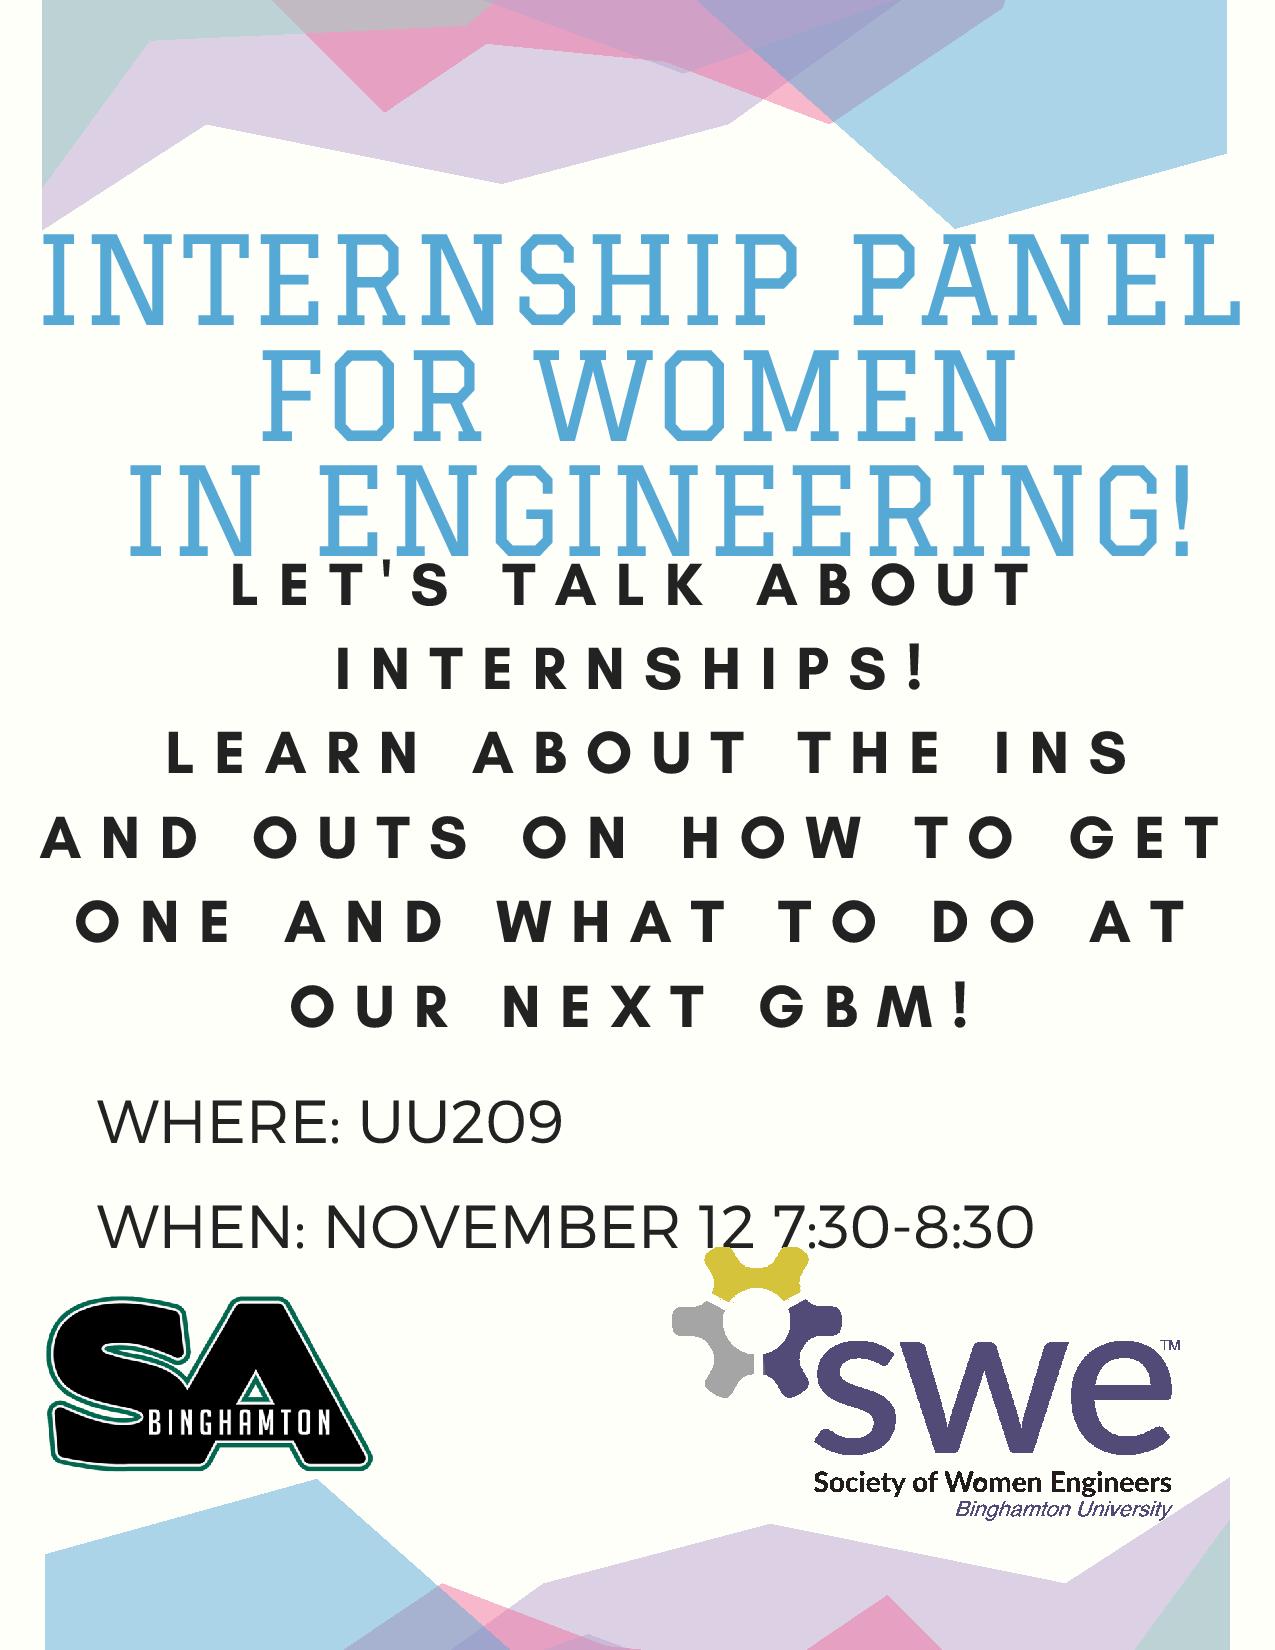 INTERNSHIP PANEL
FOR WOMEN
IN ENGINEERING!
LET'S TALK ABOUT
INTERNSHIPS!
LEARN ABOUT THE INS
AND OUTS ON HOW TO GET
ONE AND WHAT TO DO AT
OUR NEXT GBM!
WHERE: UU209
WHEN: NOVEMBER 12 7:30-8:30
SA
BINGHAMTON
swe™
Society of Women Engineers
Binghamton University